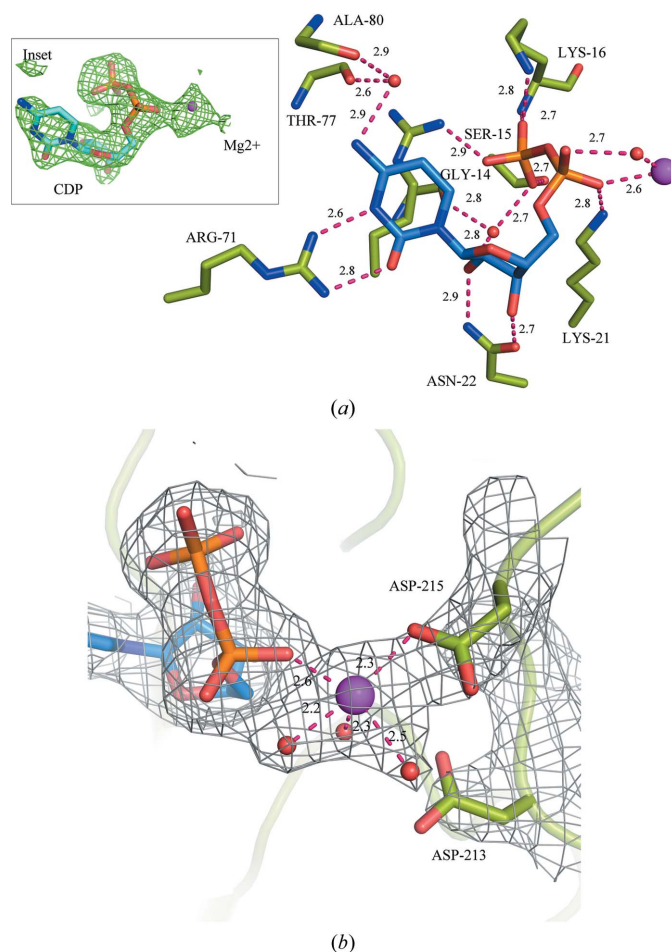 ALA-80
LYS-16
Inset
2.9
2.6
2.8
THR-77
2.7
SER-15
2.9
2.9
2.7
2.7
Mg2+
GLY-14
2.6
CDP
2.8
2.7
2.8
2.6
ARG-71
2.8
2.8
2.9
2.7
LYS-21
ASN-22
(a)
ASP-215
2.3
2.6
2.2
2.3
2.5
ASP-213
(b)